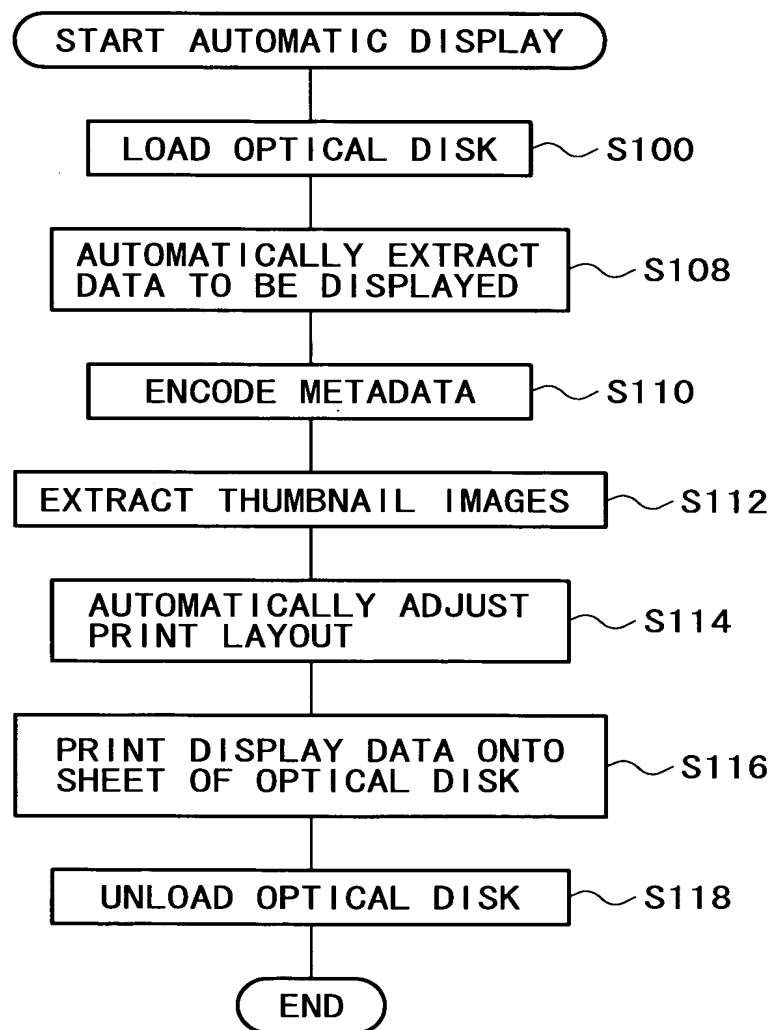 START AUTOMATIC DISPLAY
LOAD OPTICAL DISK
S100
AUTOMATICALLY EXTRACT
DATA TO BE DISPLAYED
S108
ENCODE METADATA
S110
EXTRACT THUMBNAIL IMAGES
S112
AUTOMATICALLY ADJUST
PRINT LAYOUT
S114
PRINT DISPLAY DATA ONTO
SHEET OF OPTICAL DISK
S116
UNLOAD OPTICAL DISK
S118
END